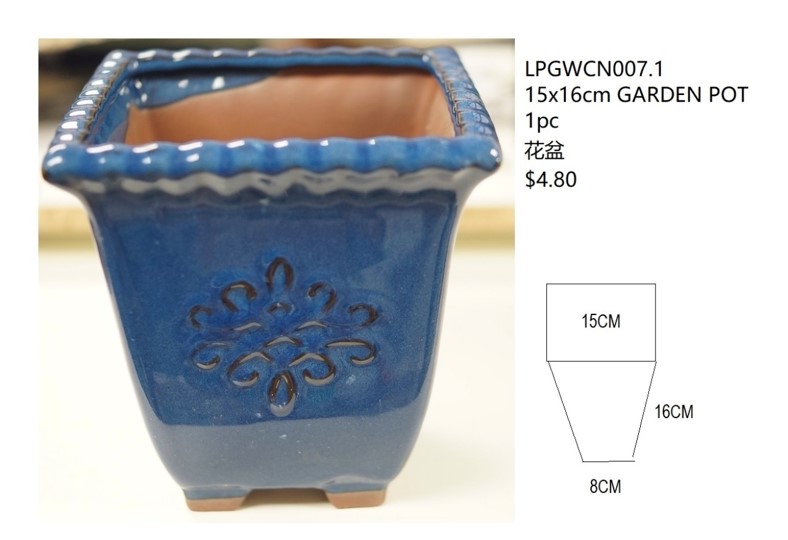 LPGWCN007.1
15x16cm GARDEN POT
1pc
花盆
$4.80
15CM
16CM
8CM